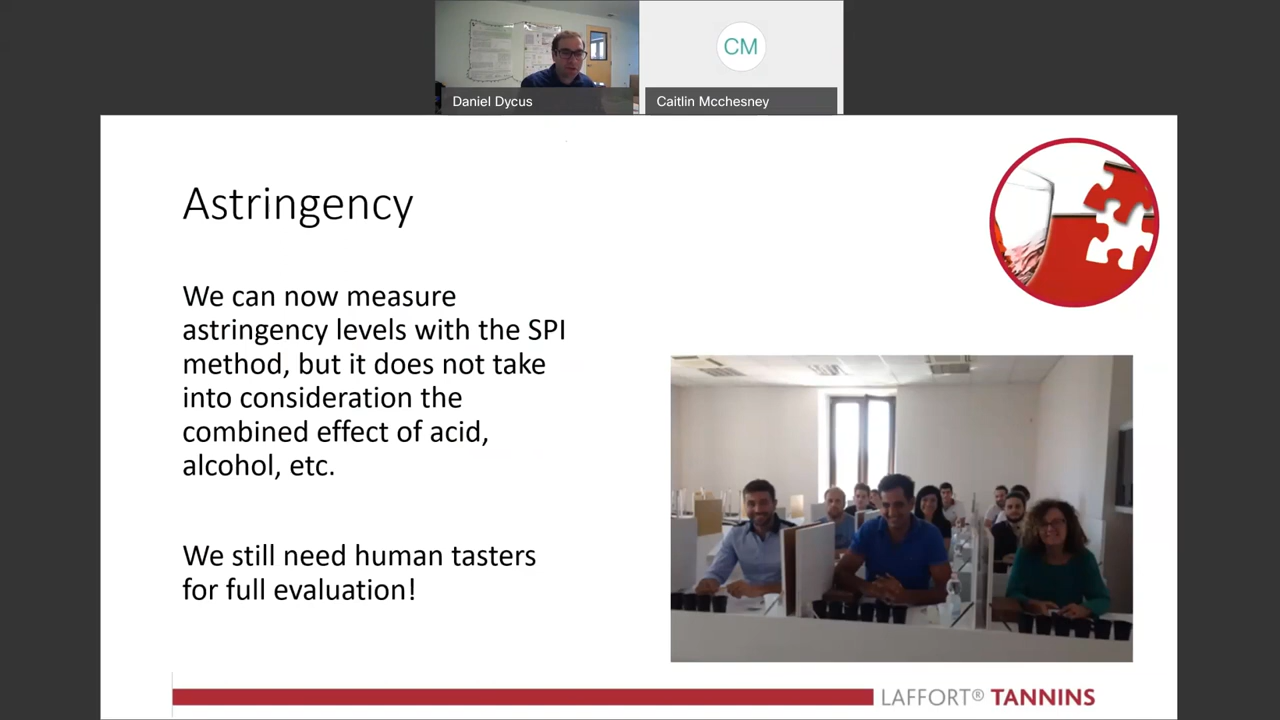 CM
Daniel Dycus
Caitlin Mcchesney
Astringency
We can now measure
astringency levels with the SPI
method, but it does not take
into consideration the
combined effect of acid,
alcohol, etc.
We still need human tasters
for full evaluation!
LAFFORT® TANNINS